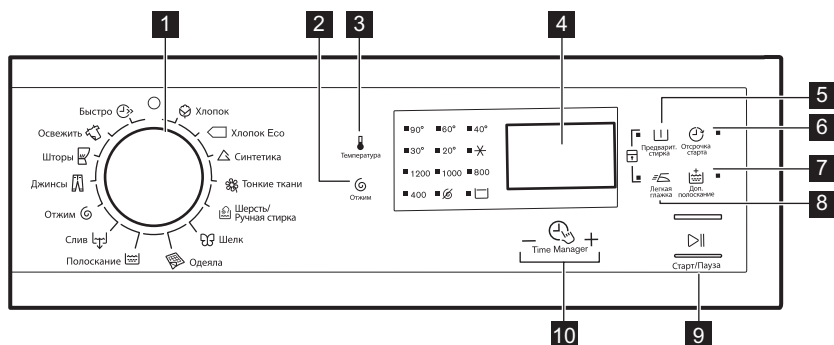 1
2
3
4
5
6
7
8
9
10
Быстро
Освежить
Шторы
Джинсы
Отжим
Слив
Полоскание
Хлопок
Хлопок Eco
Синтетика
Тонкие ткани
Шерсть/
Ручная стирка
Шелк
Одеяла
Температура
Отжим
90° 60° 40°
30° 20°
1200 1000 800
400
Time Manager
Предварит.
стирка
Отсрочка
старта
Легкая
глажка
Доп.
полоскание
Старт/Пауза